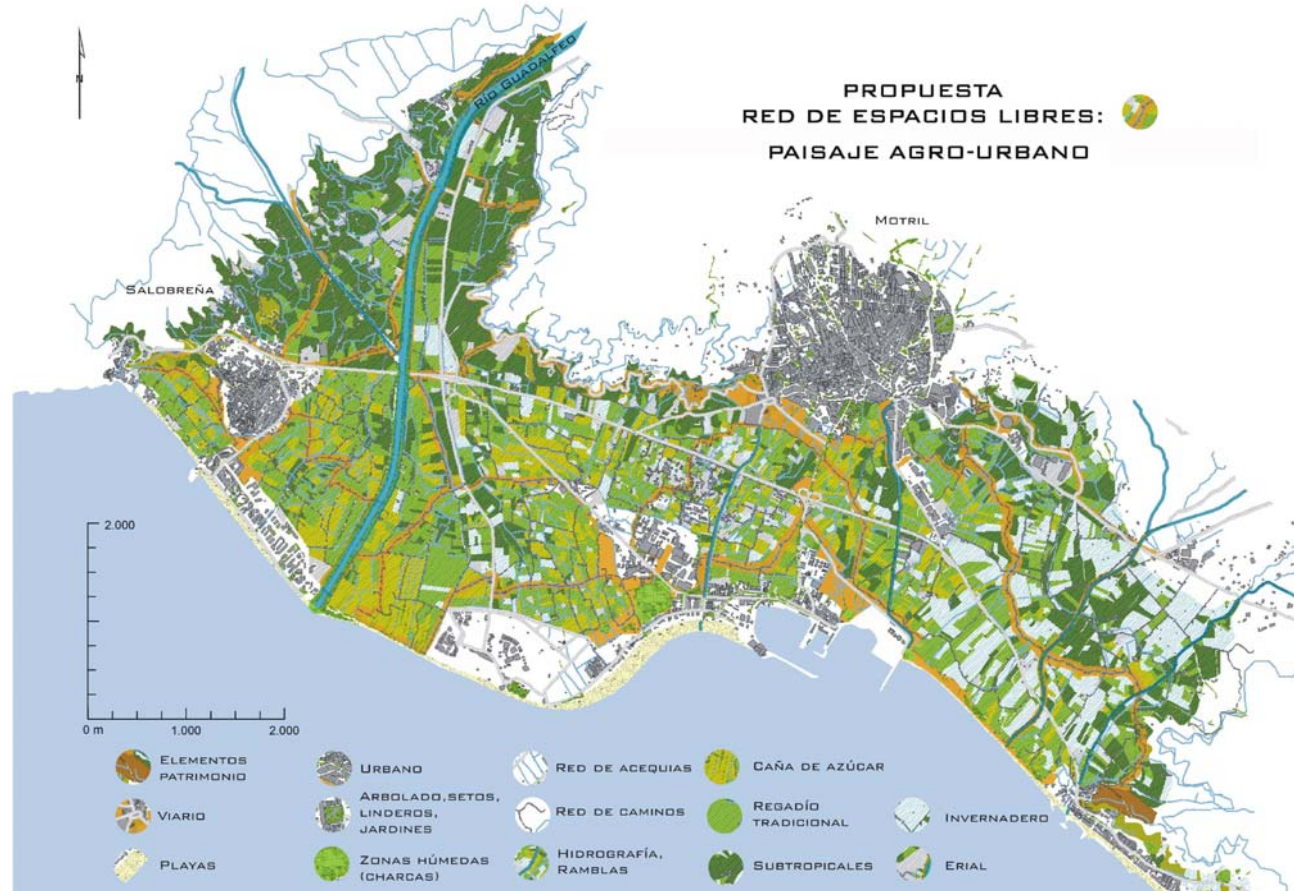 N
RÍO GUADALFEO
PROPUESTA
RED DE ESPACIOS LIBRES:
PAISAJE AGRO-URBANO
MOTRIL
SALOBREÑA
2.000
0 m
1.000
2.000
ELEMENTOS
PATRIMONIO
VIARIO
PLAYAS
URBANO
ARBOLADO,SETOS,
LINDEROS,
JARDINES
ZONAS HÚMEDAS
(CHARCAS)
RED DE ACEQUIAS
RED DE CAMINOS
HIDROGRAFÍA,
RAMBLAS
CAÑA DE AZÚCAR
REGADÍO
TRADICIONAL
SUBTROPICALES
INVERNADERO
ERIAL